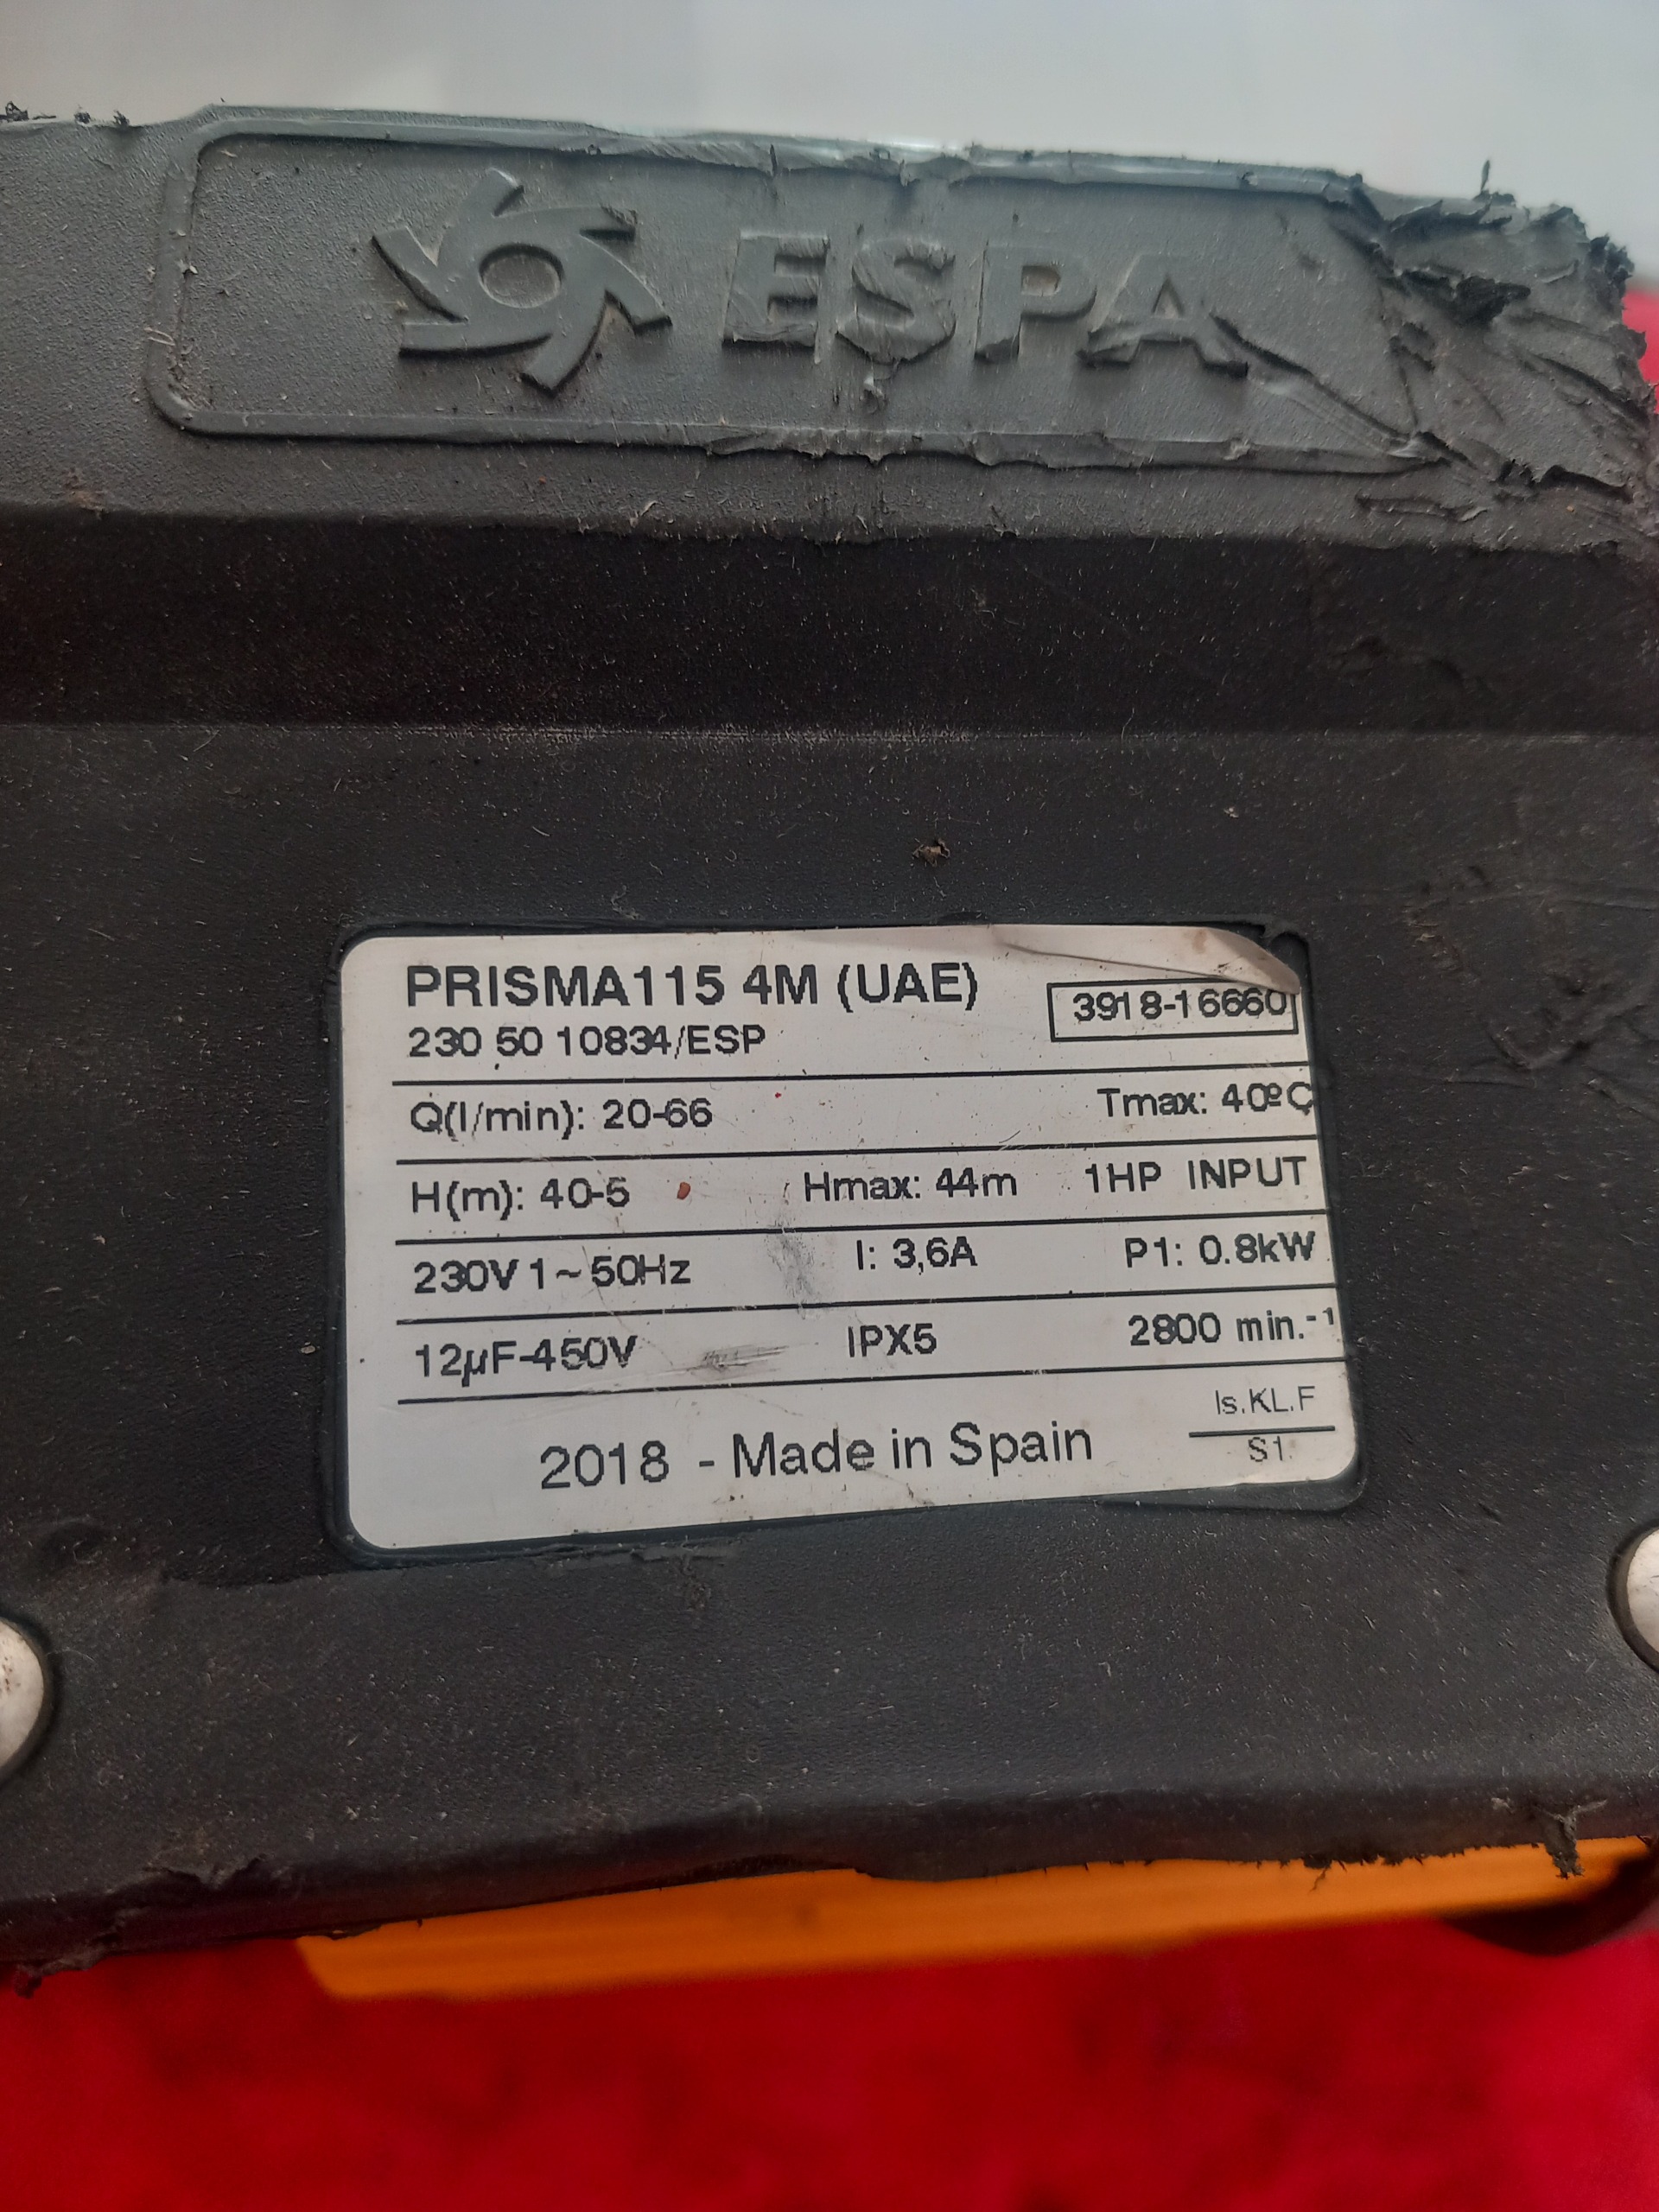 ESPA
PRISMA115 4M (UAE)
3918-16660
230 50 10834/ESP
Q(l/min): 20-66 Tmax: 40ºC
H(m): 40-5 Hmax: 44m 1HP INPUT
230V 1~50Hz I: 3,6A P1: 0.8kW
12µF-450V IPX5 2800 min.⁻¹
Is.KL.F
2018 - Made in Spain S1